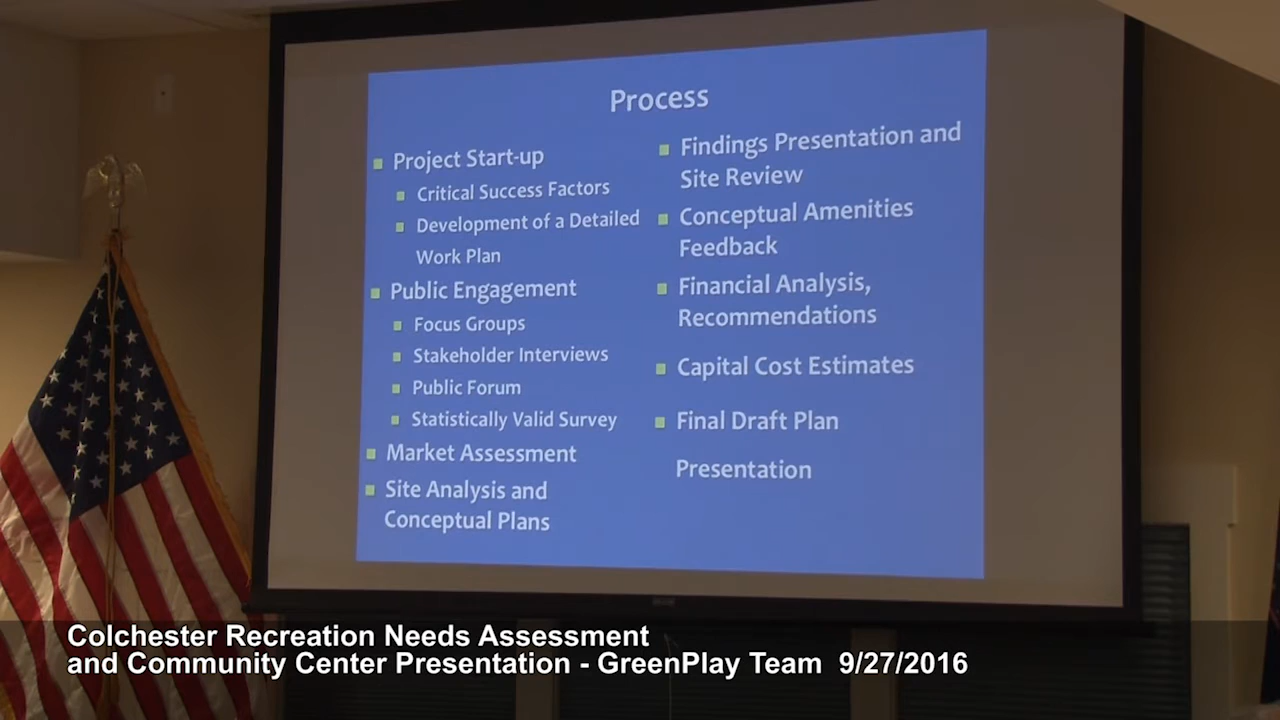 Process
Project Start-up
Critical Success Factors
Development of a Detailed
Work Plan
Public Engagement
Focus Groups
Stakeholder Interviews
Public Forum
Statistically Valid Survey
Market Assessment
Site Analysis and
Conceptual Plans
Findings Presentation and
Site Review
Conceptual Amenities
Feedback
Financial Analysis,
Recommendations
Capital Cost Estimates
Final Draft Plan
Presentation
Colchester Recreation Needs Assessment
and Community Center Presentation - GreenPlay Team 9/27/2016